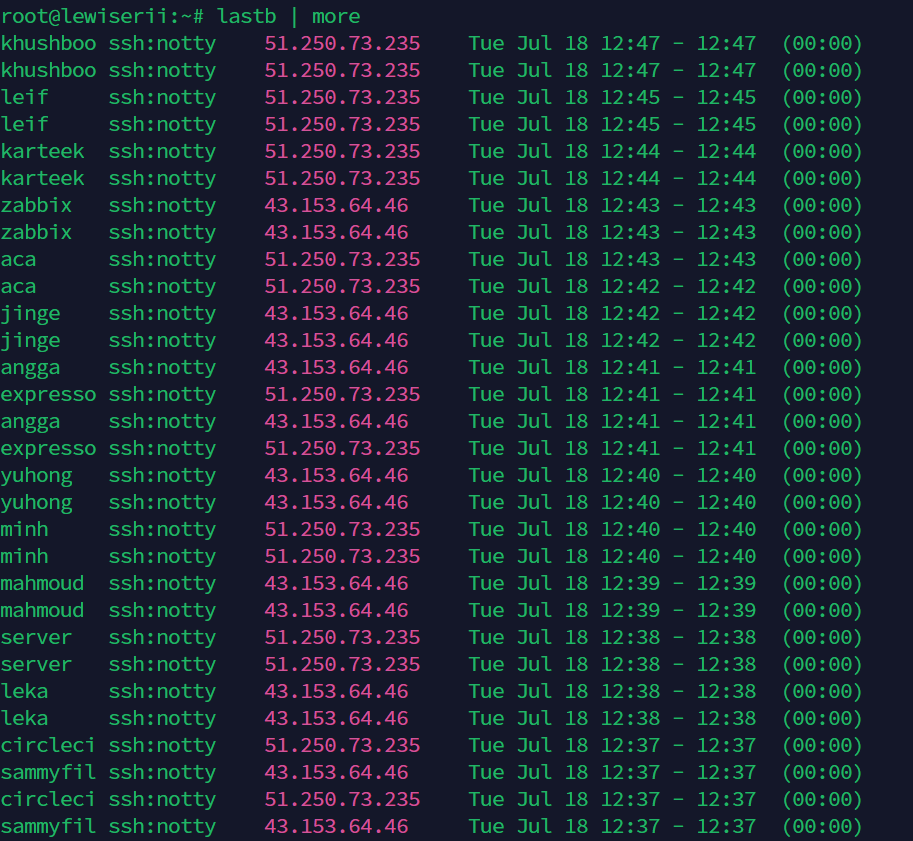 root@lewiserii:~# lastb | more
khushboo ssh:notty    51.250.73.235    Tue Jul 18 12:47 - 12:47  (00:00)
khushboo ssh:notty    51.250.73.235    Tue Jul 18 12:47 - 12:47  (00:00)
leif     ssh:notty    51.250.73.235    Tue Jul 18 12:45 - 12:45  (00:00)
leif     ssh:notty    51.250.73.235    Tue Jul 18 12:45 - 12:45  (00:00)
karteek  ssh:notty    51.250.73.235    Tue Jul 18 12:44 - 12:44  (00:00)
karteek  ssh:notty    51.250.73.235    Tue Jul 18 12:44 - 12:44  (00:00)
zabbix   ssh:notty    43.153.64.46     Tue Jul 18 12:43 - 12:43  (00:00)
zabbix   ssh:notty    43.153.64.46     Tue Jul 18 12:43 - 12:43  (00:00)
aca      ssh:notty    51.250.73.235    Tue Jul 18 12:43 - 12:43  (00:00)
aca      ssh:notty    51.250.73.235    Tue Jul 18 12:42 - 12:42  (00:00)
jinge    ssh:notty    43.153.64.46     Tue Jul 18 12:42 - 12:42  (00:00)
jinge    ssh:notty    43.153.64.46     Tue Jul 18 12:42 - 12:42  (00:00)
angga    ssh:notty    43.153.64.46     Tue Jul 18 12:41 - 12:41  (00:00)
expresso ssh:notty    51.250.73.235    Tue Jul 18 12:41 - 12:41  (00:00)
angga    ssh:notty    43.153.64.46     Tue Jul 18 12:41 - 12:41  (00:00)
expresso ssh:notty    51.250.73.235    Tue Jul 18 12:41 - 12:41  (00:00)
yuhong   ssh:notty    43.153.64.46     Tue Jul 18 12:40 - 12:40  (00:00)
yuhong   ssh:notty    43.153.64.46     Tue Jul 18 12:40 - 12:40  (00:00)
minh     ssh:notty    51.250.73.235    Tue Jul 18 12:40 - 12:40  (00:00)
minh     ssh:notty    51.250.73.235    Tue Jul 18 12:40 - 12:40  (00:00)
mahmoud  ssh:notty    43.153.64.46     Tue Jul 18 12:39 - 12:39  (00:00)
mahmoud  ssh:notty    43.153.64.46     Tue Jul 18 12:39 - 12:39  (00:00)
server   ssh:notty    51.250.73.235    Tue Jul 18 12:38 - 12:38  (00:00)
server   ssh:notty    51.250.73.235    Tue Jul 18 12:38 - 12:38  (00:00)
leka     ssh:notty    43.153.64.46     Tue Jul 18 12:38 - 12:38  (00:00)
leka     ssh:notty    43.153.64.46     Tue Jul 18 12:38 - 12:38  (00:00)
circleci ssh:notty    51.250.73.235    Tue Jul 18 12:37 - 12:37  (00:00)
sammyfil ssh:notty    43.153.64.46     Tue Jul 18 12:37 - 12:37  (00:00)
circleci ssh:notty    51.250.73.235    Tue Jul 18 12:37 - 12:37  (00:00)
sammyfil ssh:notty    43.153.64.46     Tue Jul 18 12:37 - 12:37  (00:00)